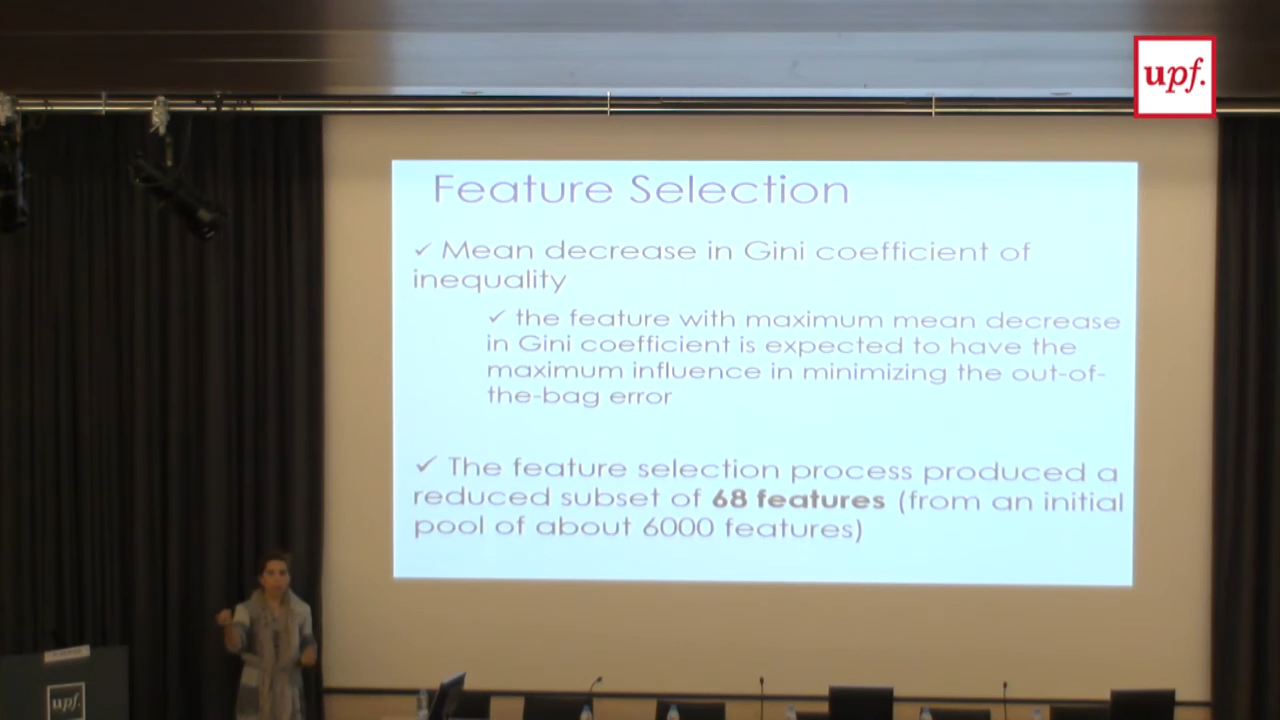 upf.
Feature Selection
✓ Mean decrease in Gini coefficient of
inequality
✓ the feature with maximum mean decrease
in Gini coefficient is expected to have the
maximum influence in minimizing the out-of-
the-bag error
✓ The feature selection process produced a
reduced subset of 68 features (from an initial
pool of about 6000 features)
upf.